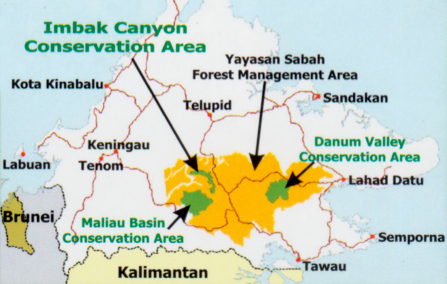 Imbak Canyon
Conservation Area
Yayasan Sabah
Forest Management Area
Kota Kinabalu
Telupid
Sandakan
Danum Valley
Conservation Area
Keningau
Labuan
Tenom
Lahad Datu
Brunei
Maliau Basin
Conservation Area
Semporna
Kalimantan
Tawau